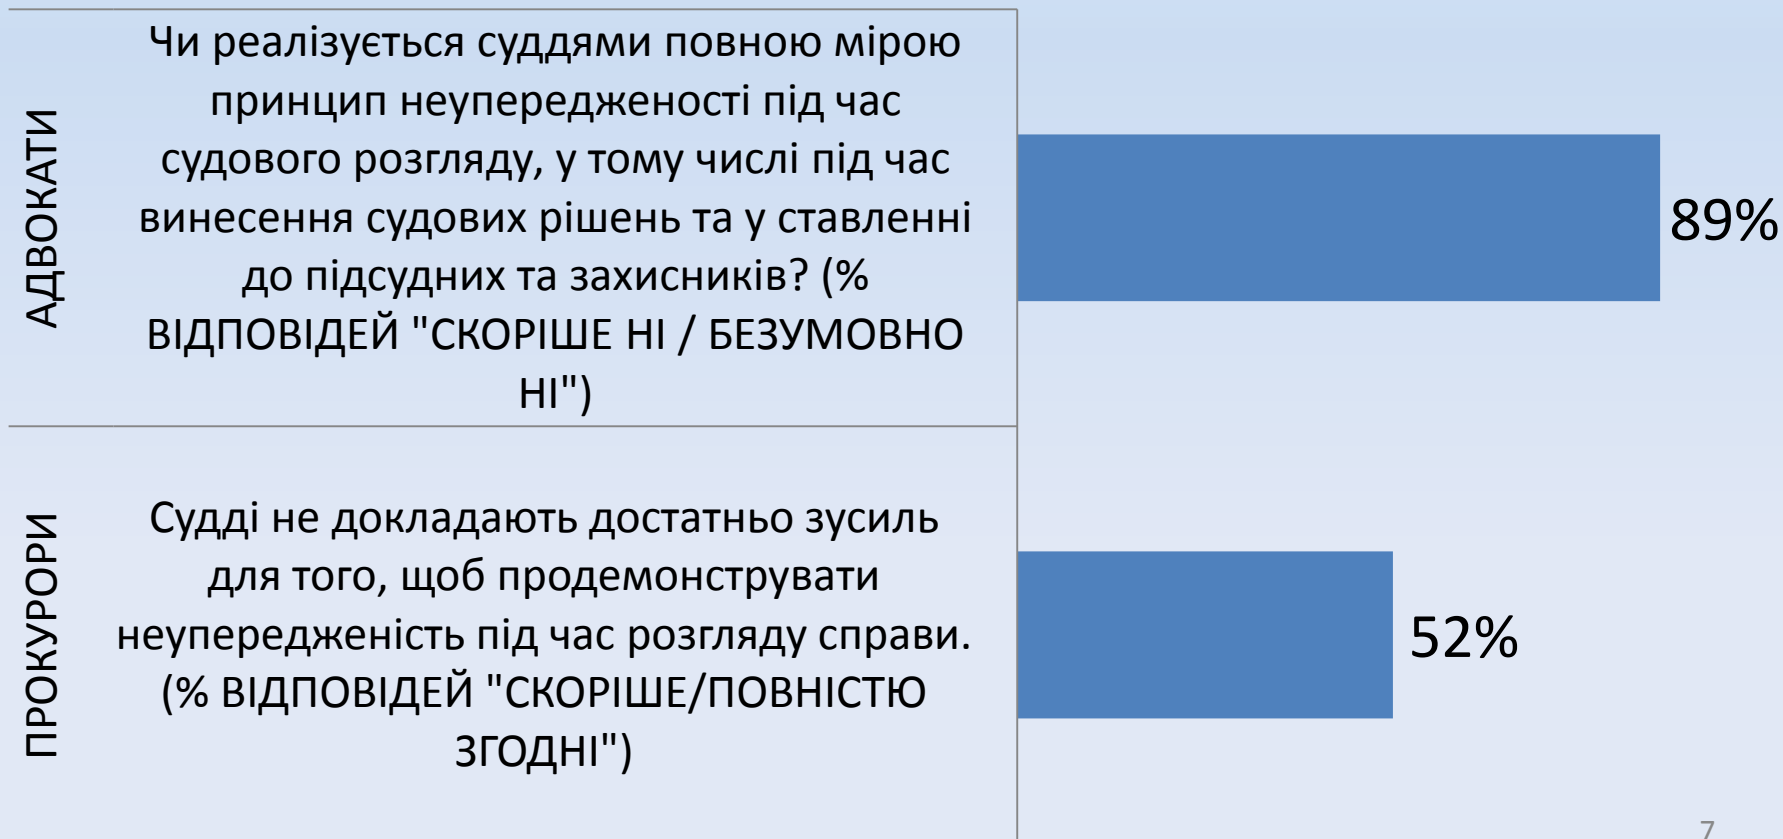 АДВОКАТИ
Чи реалізується суддями повною мірою
принцип неупередженості під час
судового розгляду, у тому числі під час
винесення судових рішень та у ставленні
до підсудних та захисників? (%
ВІДПОВІДЕЙ "СКОРІШЕ НІ / БЕЗУМОВНО
НІ")
89%
ПРОКУРОРИ
Судді не докладають достатньо зусиль
для того, щоб продемонструвати
неупередженість під час розгляду справи.
(% ВІДПОВІДЕЙ "СКОРІШЕ/ПОВНІСТЮ
ЗГОДНІ")
52%
7